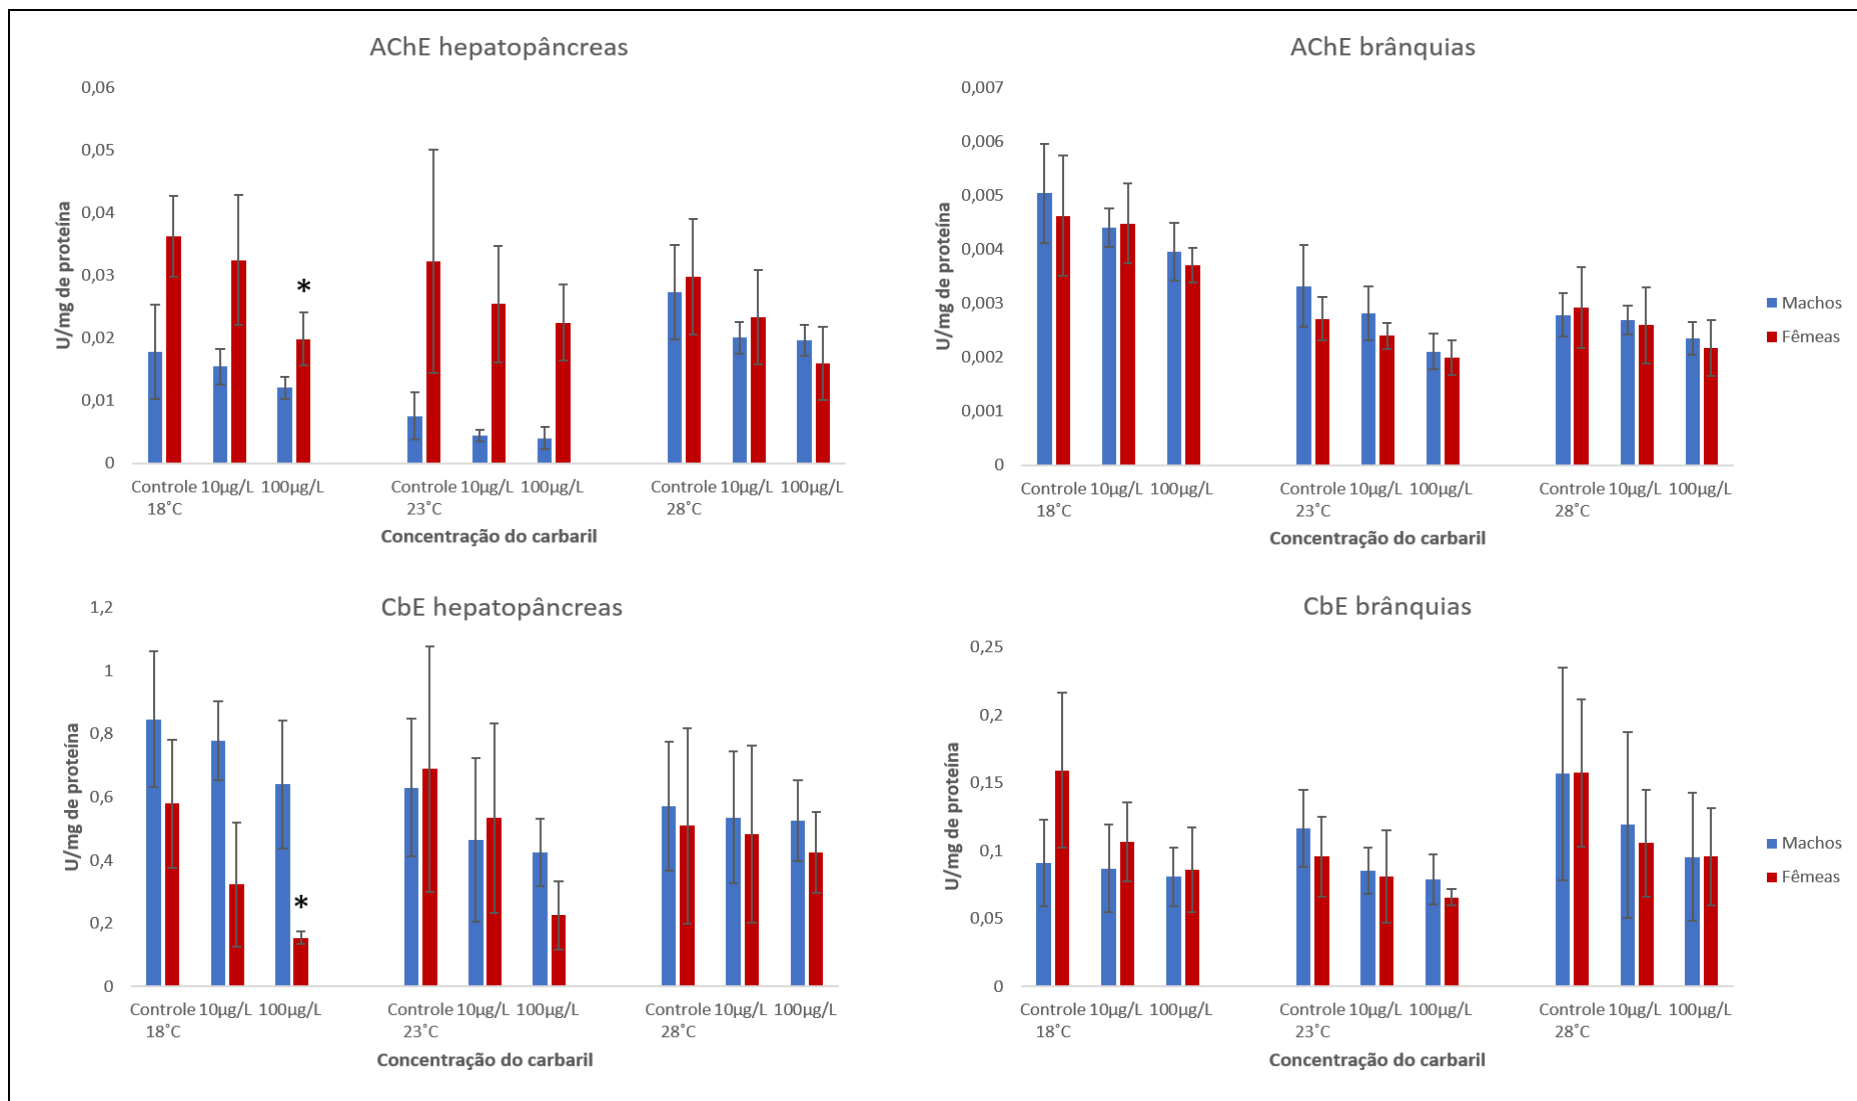 AChE hepatopâncreas
0,06
0,05
0,04
0,03
0,02
0,01
0
U/mg de proteína
*
Controle 10µg/L 100µg/L
18˚C
Controle 10µg/L 100µg/L
23˚C
Controle 10µg/L 100µg/L
28˚C
Concentração do carbaril
AChE brânquias
0,007
0,006
0,005
0,004
0,003
0,002
0,001
0
U/mg de proteína
Controle 10µg/L 100µg/L
18˚C
Controle 10µg/L 100µg/L
23˚C
Controle 10µg/L 100µg/L
28˚C
Concentração do carbaril
Machos
Fêmeas
CbE hepatopâncreas
1,2
1
0,8
0,6
0,4
0,2
0
U/mg de proteína
*
Controle 10µg/L 100µg/L
18˚C
Controle 10µg/L 100µg/L
23˚C
Controle 10µg/L 100µg/L
28˚C
Concentração do carbaril
CbE brânquias
0,25
0,2
0,15
0,1
0,05
0
U/mg de proteína
Controle 10µg/L 100µg/L
18˚C
Controle 10µg/L 100µg/L
23˚C
Controle 10µg/L 100µg/L
28˚C
Concentração do carbaril
Machos
Fêmeas